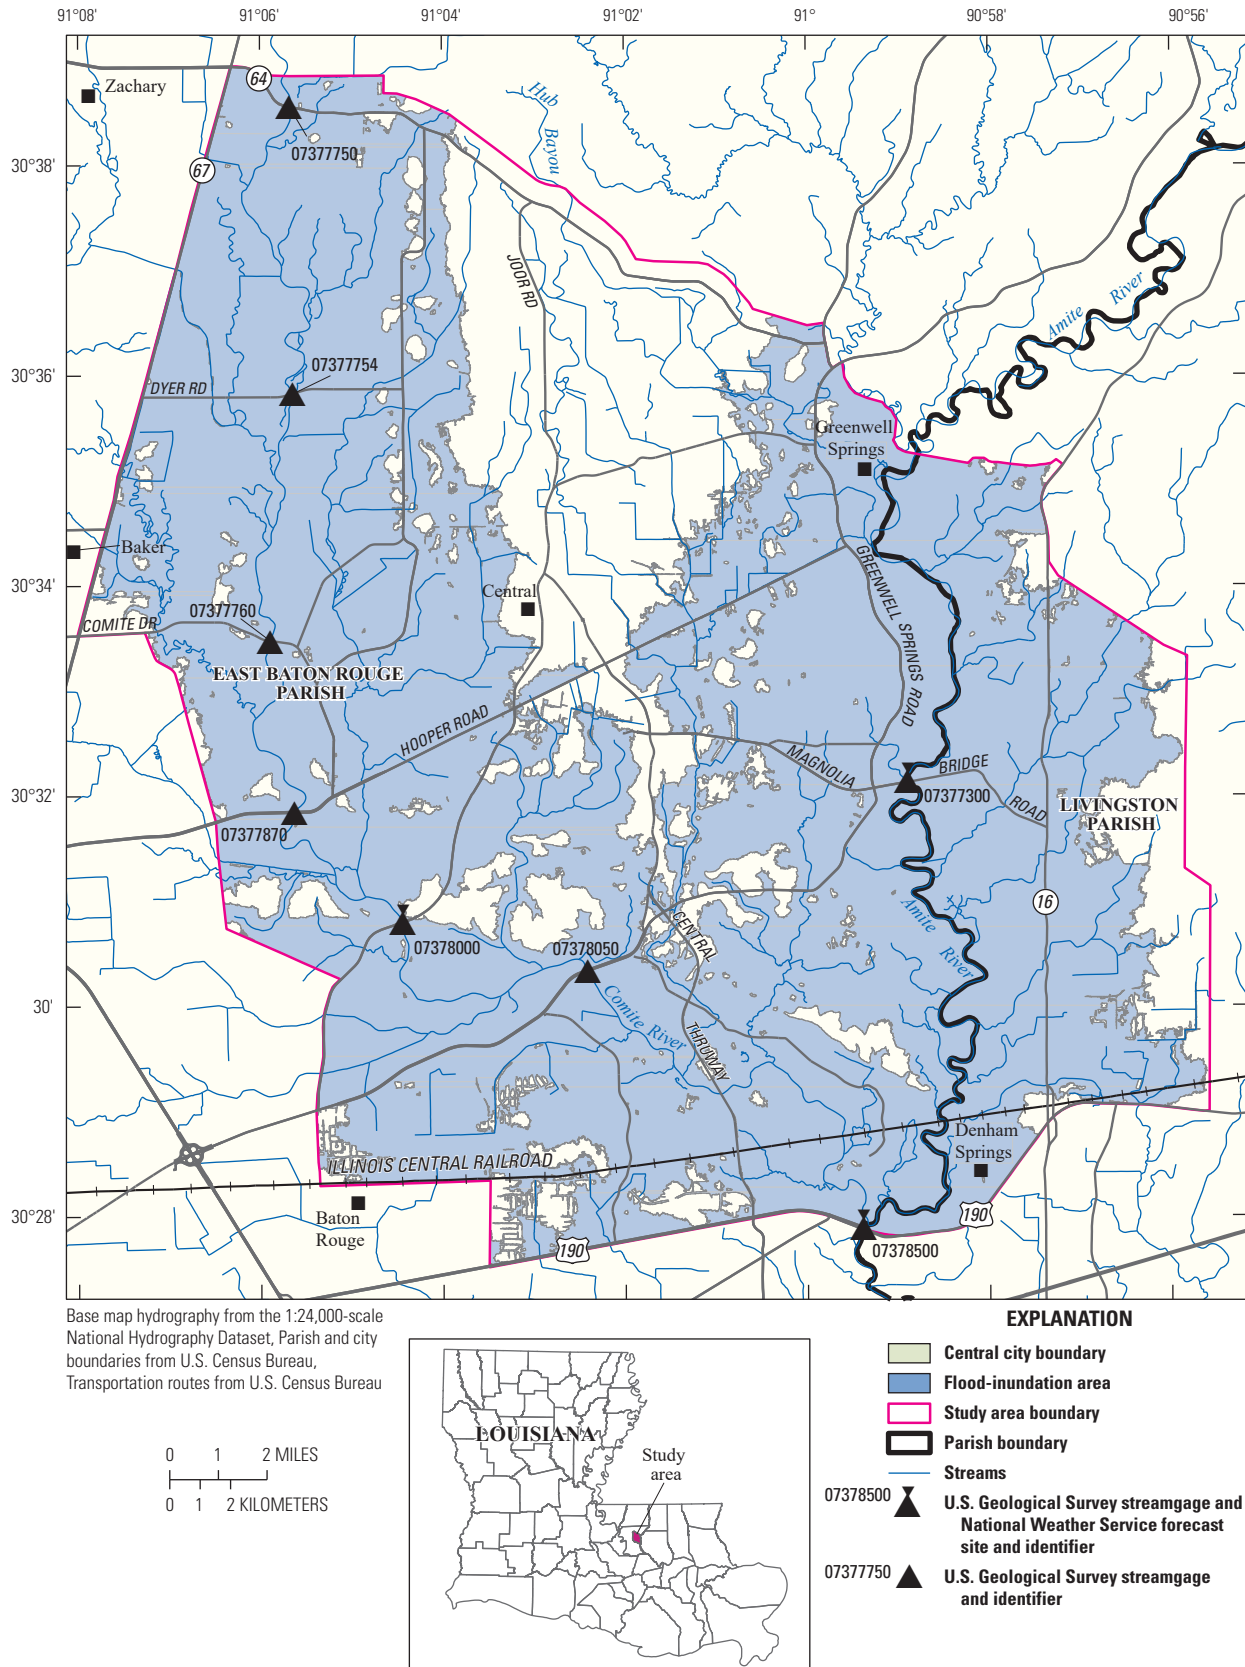 91°08'
91°06'
91°04'
91°02'
91°
90°58'
90°56'
30°38'
30°36'
30°34'
30°32'
30'
30°28'
Zachary
64
07377750
67
Hub
Bayou
JOOR RD
Amite
River
07377754
DYER RD
Greenwell
Springs
Baker
Central
07377760
COMITE DR
GREENWELL SPRINGS ROAD
EAST BATON ROUGE
PARISH
HOOPER ROAD
MAGNOLIA
BRIDGE
ROAD
07377300
LIVINGSTON
PARISH
07377870
16
07378000
07378050
CENTRAL
THRUWAY
Amite
River
Comite River
Denham
Springs
ILLINOIS CENTRAL RAILROAD
Baton
Rouge
190
190
07378500
Base map hydrography from the 1:24,000-scale
National Hydrography Dataset, Parish and city
boundaries from U.S. Census Bureau,
Transportation routes from U.S. Census Bureau
0 1 2 MILES
0 1 2 KILOMETERS
LOUISIANA
Study
area
EXPLANATION
Central city boundary
Flood-inundation area
Study area boundary
Parish boundary
Streams
07378500 U.S. Geological Survey streamgage and
National Weather Service forecast
site and identifier
07377750 U.S. Geological Survey streamgage
and identifier